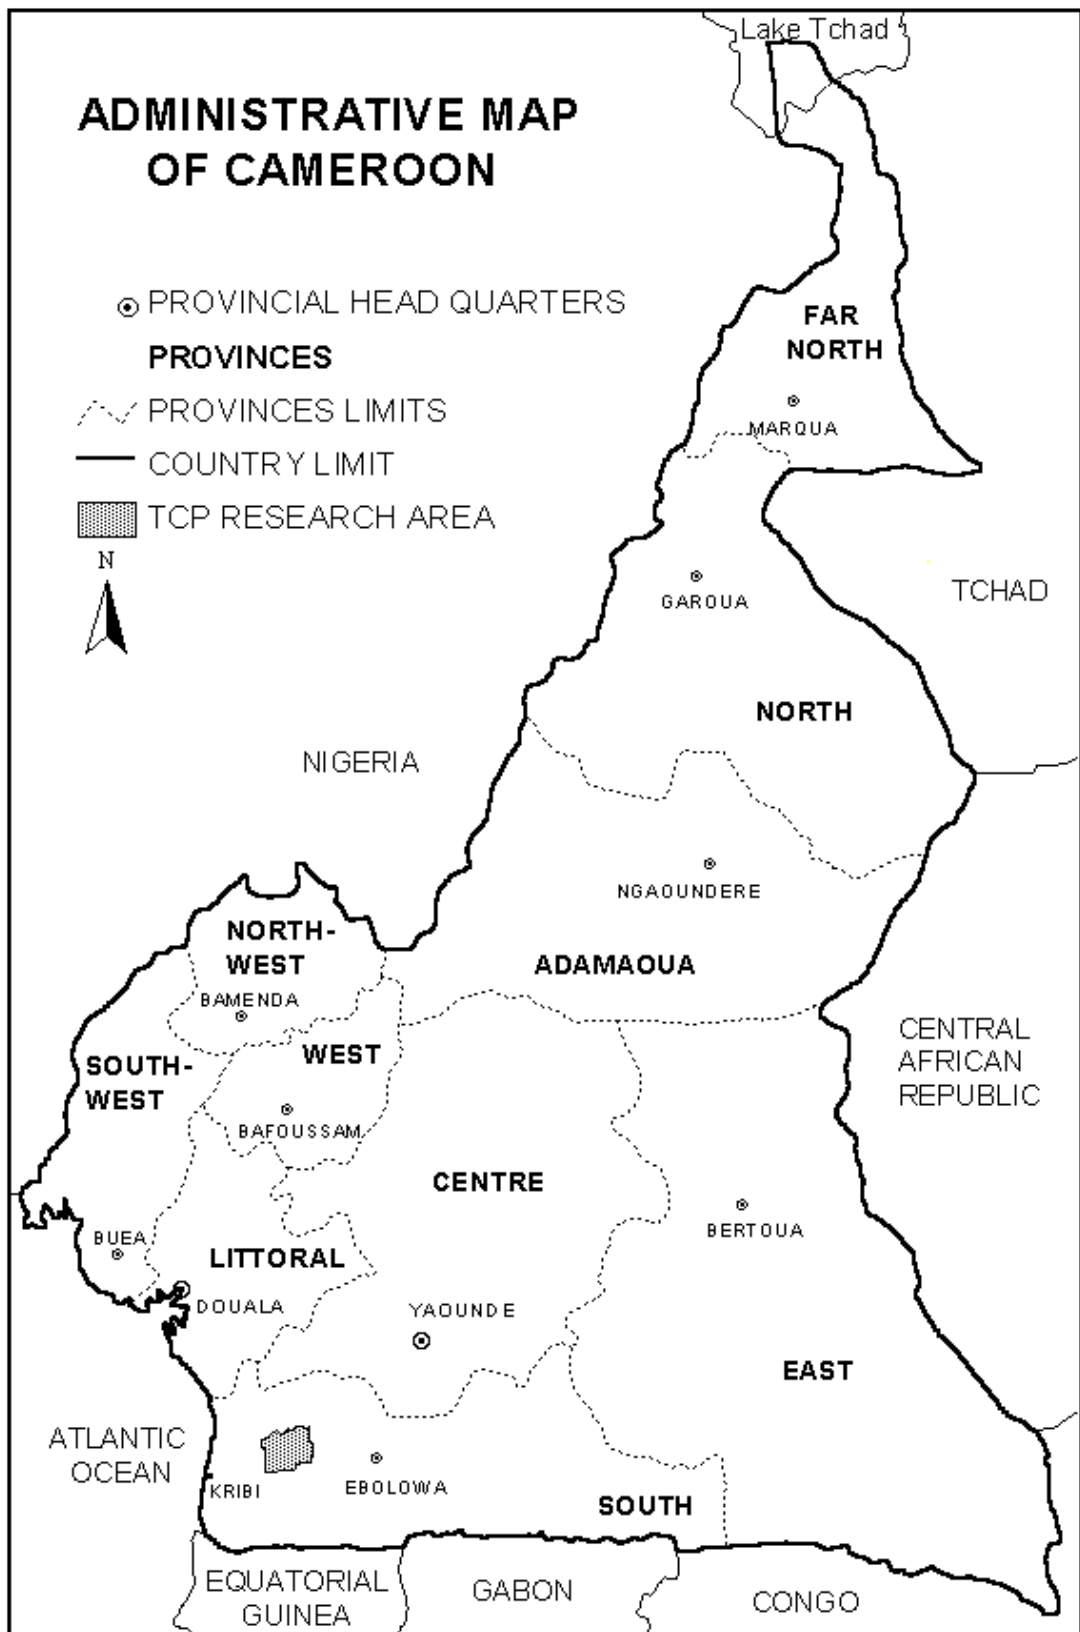 Lake Tchad
ADMINISTRATIVE MAP
OF CAMEROON
PROVINCIAL HEAD QUARTERS
PROVINCES
PROVINCES LIMITS
COUNTRY LIMIT
TCP RESEARCH AREA
N
FAR
NORTH
MARQUA
GAROUA
TCHAD
NORTH
NIGERIA
NGAOUNDERE
NORTH-
WEST
ADAMAOUA
BAMENDA
WEST
SOUTH-
WEST
CENTRAL
AFRICAN
REPUBLIC
BAFOUSSAM
CENTRE
BERTOUA
BUEA
LITTORAL
DOUALA
YAOUNDE
EAST
ATLANTIC
OCEAN
KRIBI
EBOLOWA
SOUTH
EQUATORIAL
GUINEA
GABON
CONGO